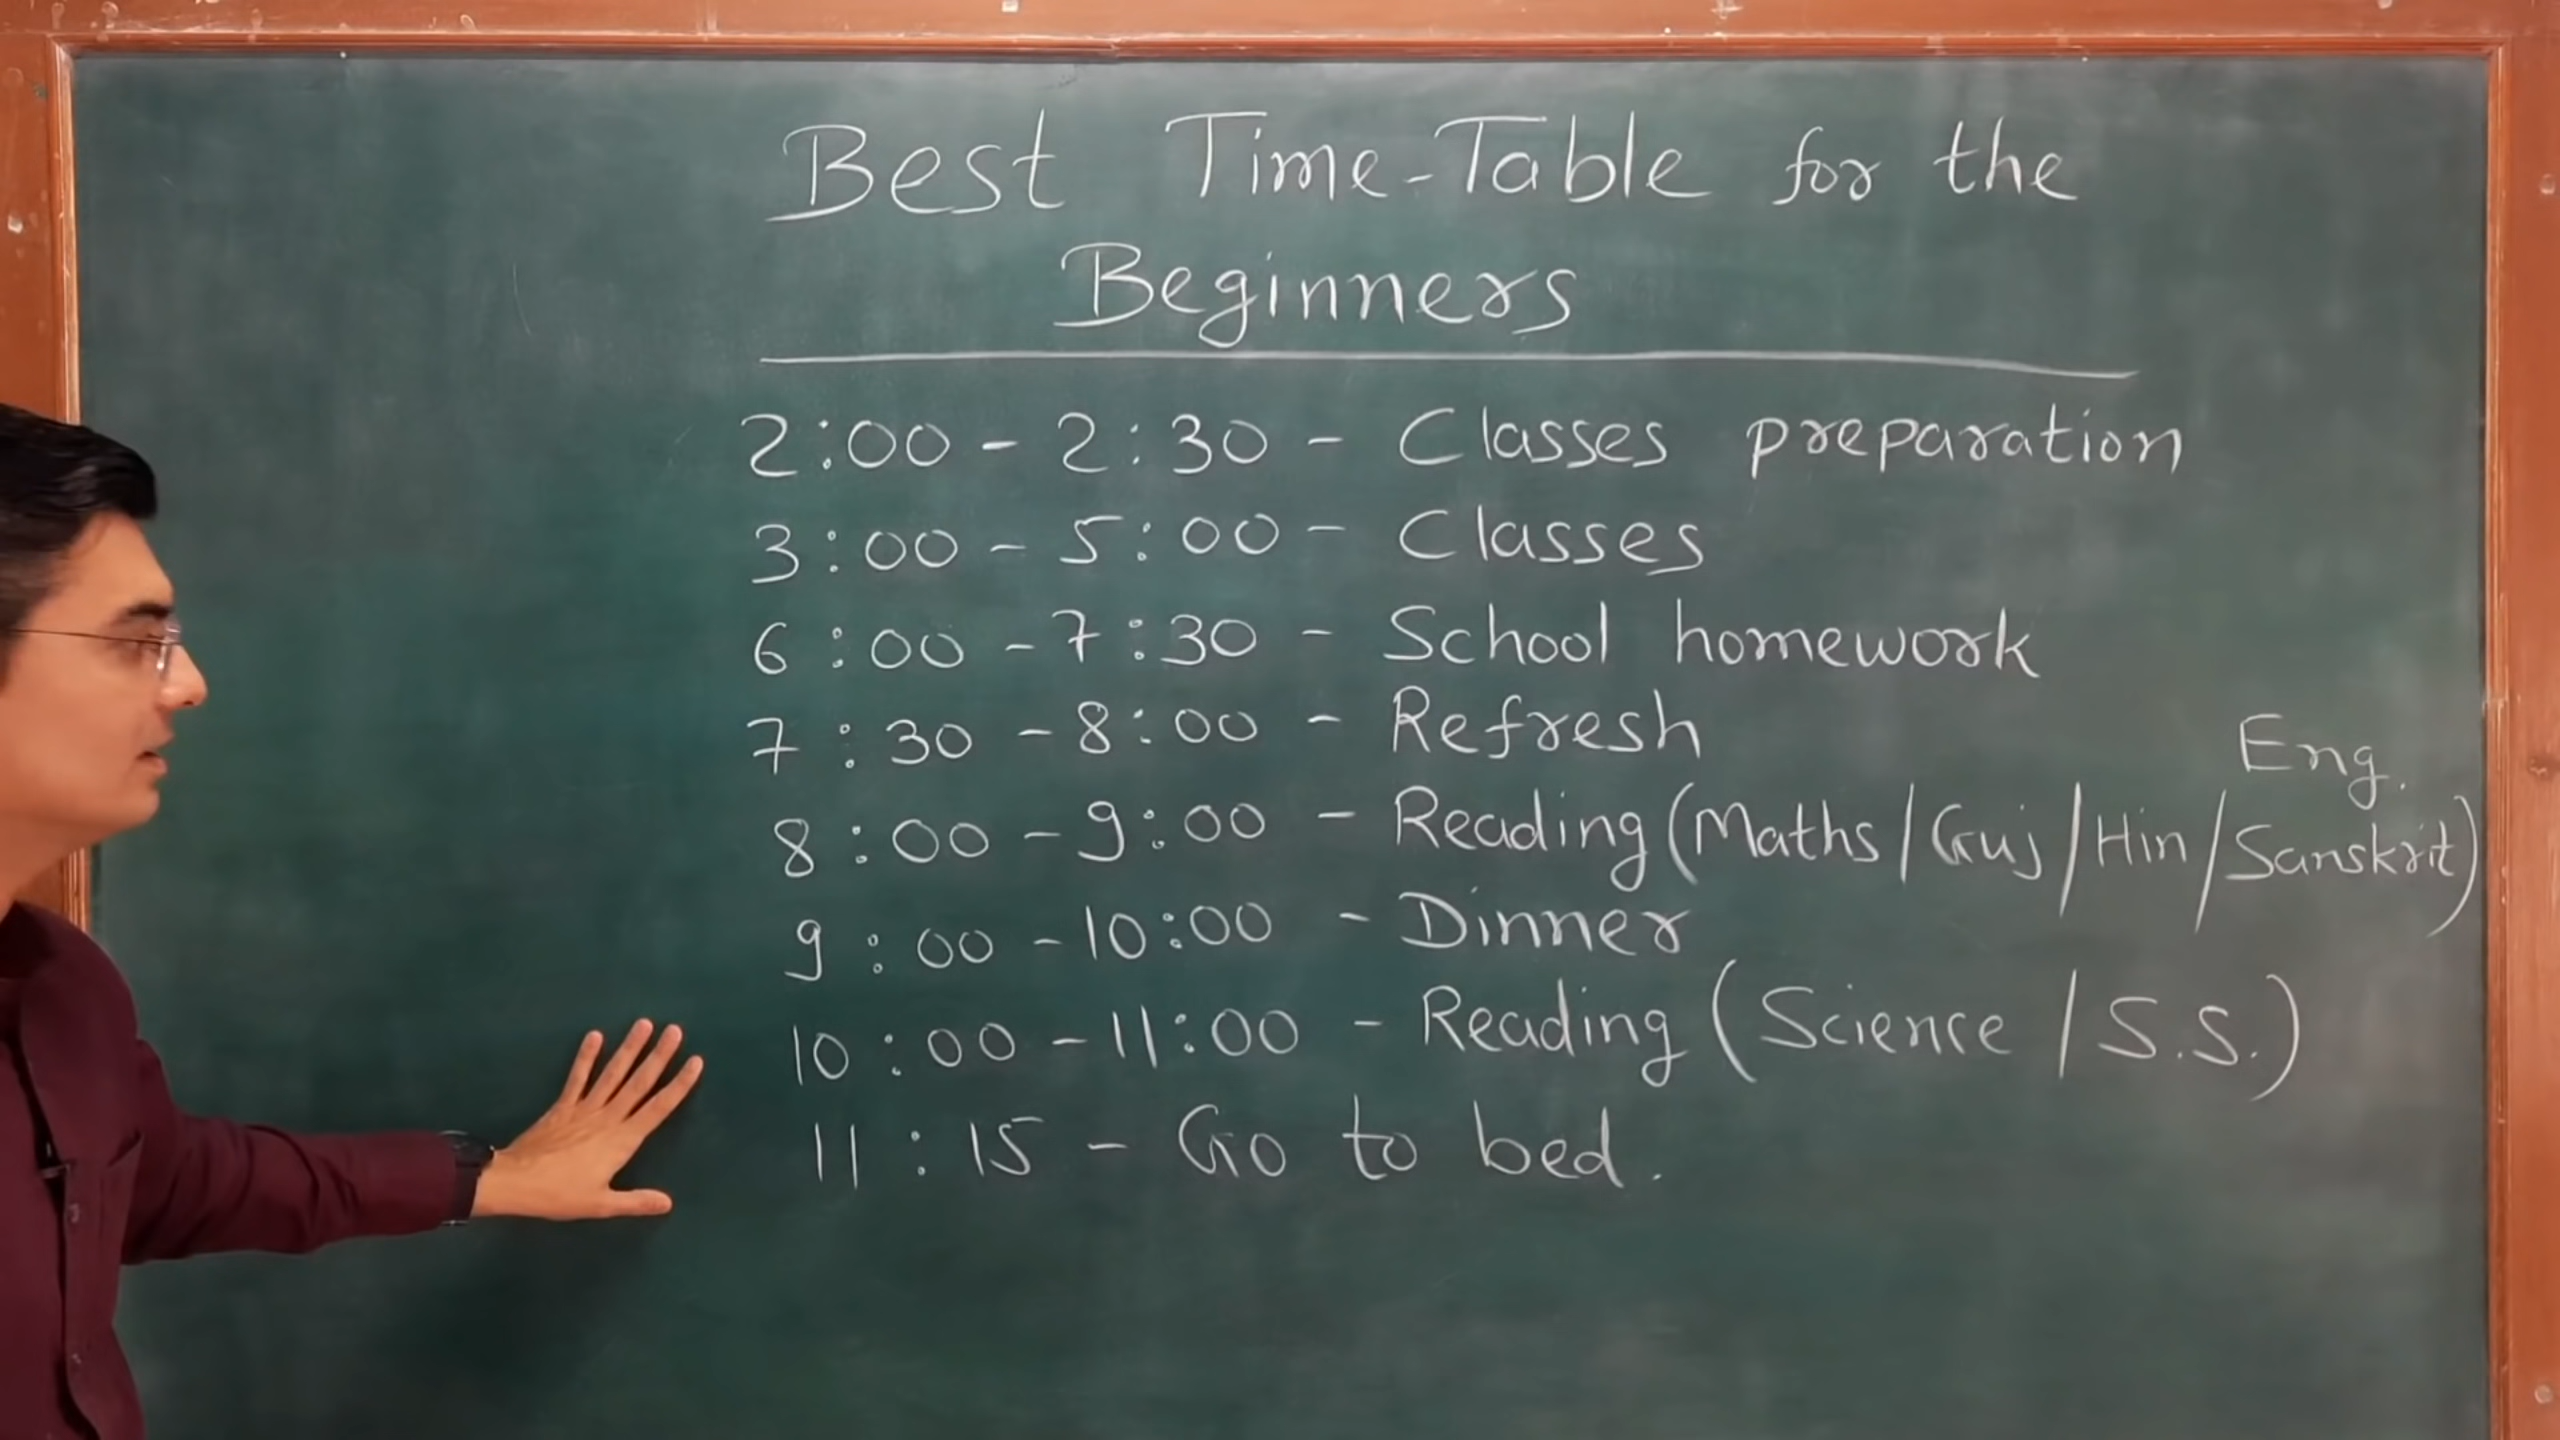 Best Time-Table for the
Beginners
2:00 - 2:30 - Classes preparation
3:00 - 5:00 - Classes
6:00 - 7:30 - School homework
7:30 - 8:00 - Refresh
Eng.
8:00 - 9:00 - Reading (Maths/Guj/Hin/Sanskrit)
9:00 - 10:00 - Dinner
10:00 - 11:00 - Reading (Science / S.S.)
11:15 - Go to bed.